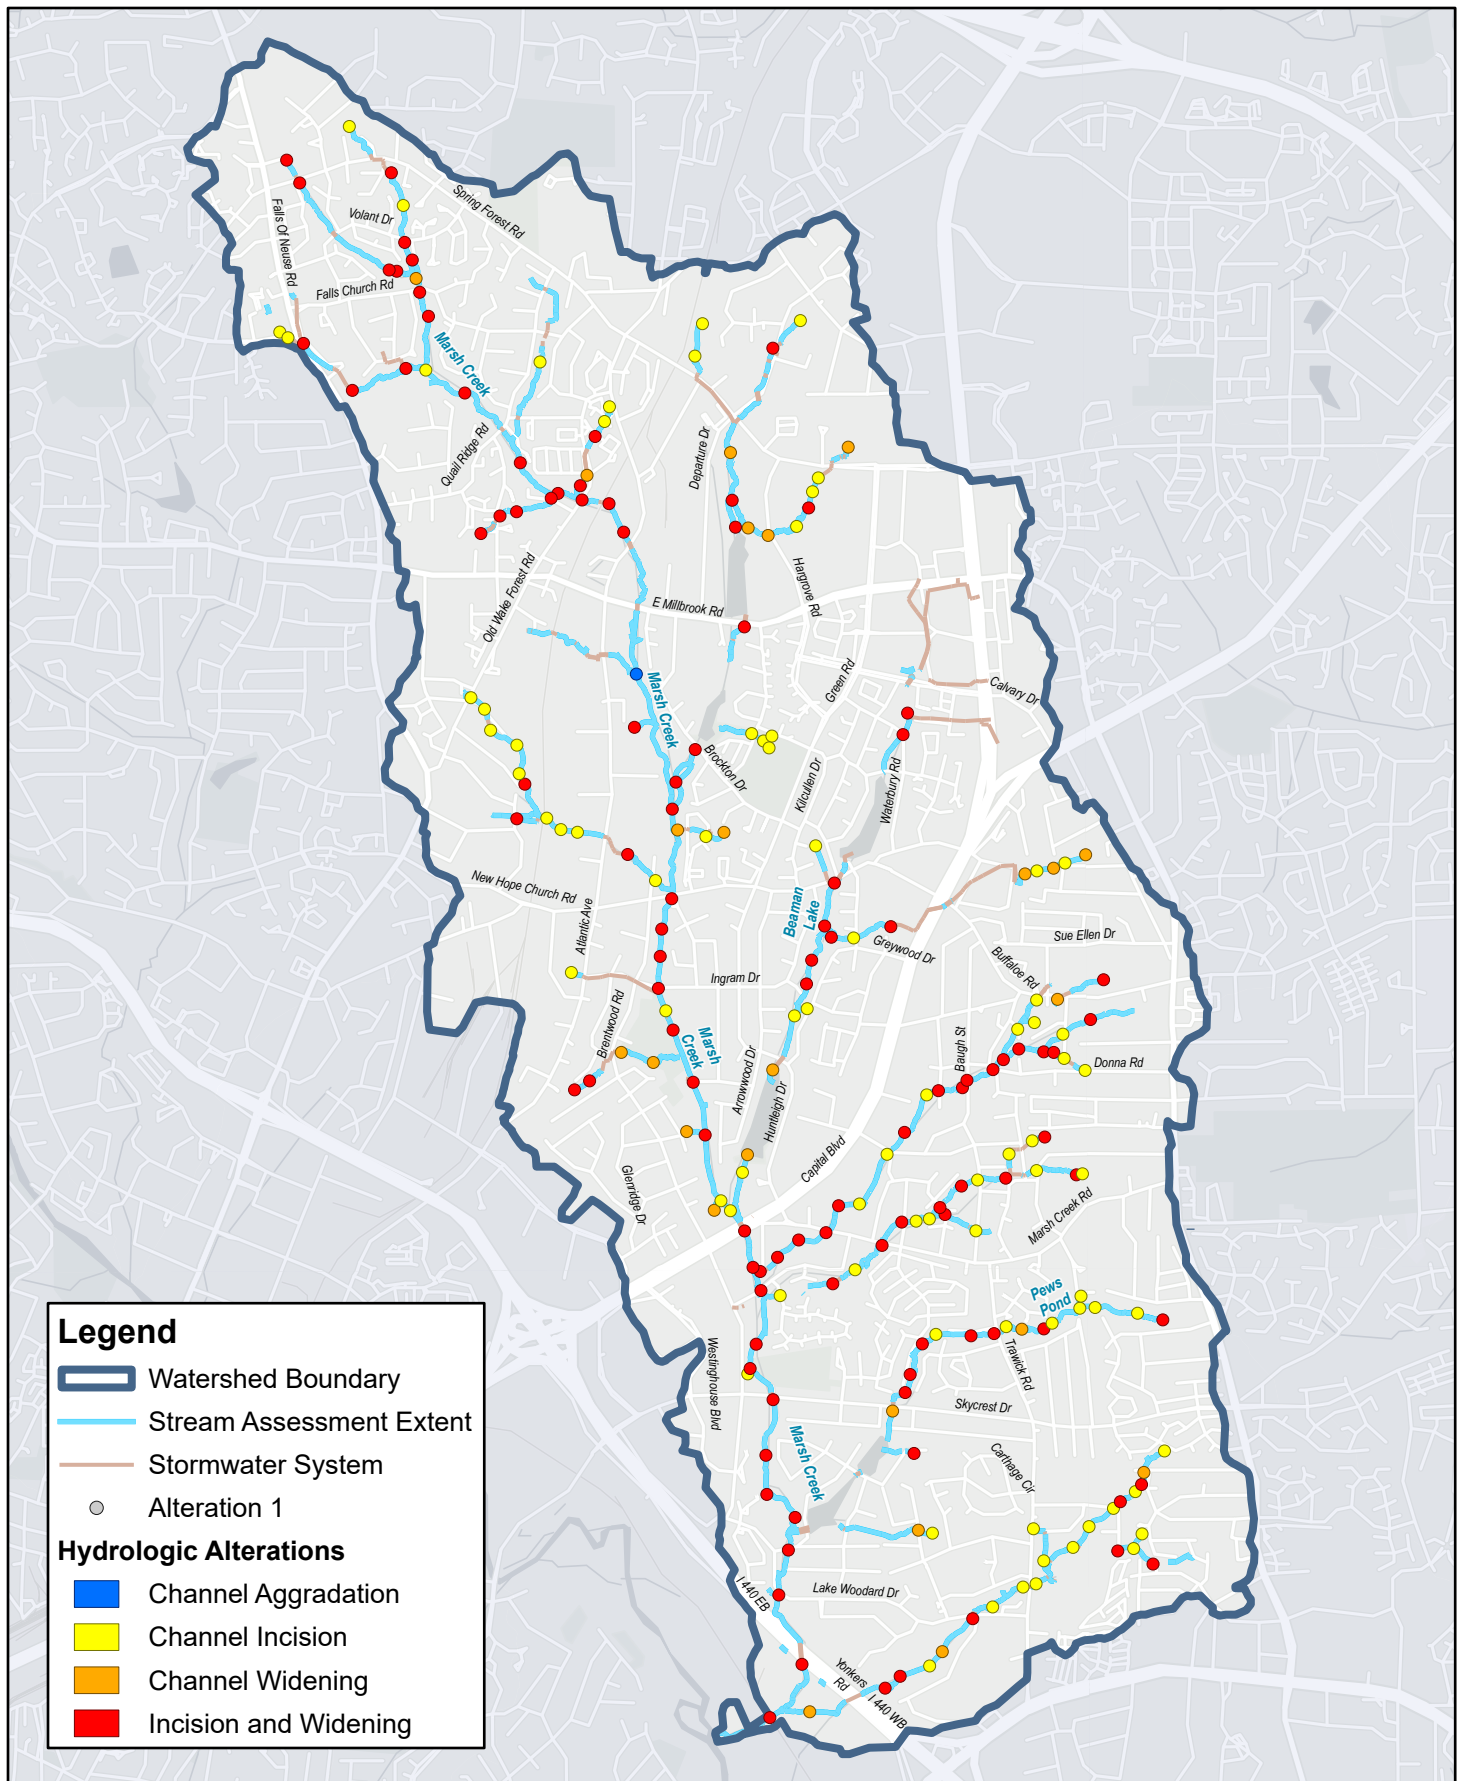 Spring Forest Rd
Volant Dr
Falls Of Neuse Rd
Falls Church Rd
Marsh Creek
Quail Ridge Rd
Departure Dr
Old Wake Forest Rd
Hargrove Rd
E Millbrook Rd
Green Rd
Calvary Dr
Marsh Creek
Brockton Dr
Kilcullen Dr
Waterbury Rd
New Hope Church Rd
Atlantic Ave
Beaman
Lake
Greywood Dr
Sue Ellen Dr
Buffaloe Rd
Ingram Dr
Brentwood Rd
Marsh
Creek
Arrowwood Dr
Huntleigh Dr
Baugh St
Donna Rd
Capital Blvd
Glenridge Dr
Marsh Creek Rd
Pews
Pond
Trawick Rd
Westinghouse Blvd
Skycrest Dr
Marsh Creek
Carthage Cir
I 440 EB
Lake Woodard Dr
Yonkers
Rd
I 440 WB
Legend
Watershed Boundary
Stream Assessment Extent
Stormwater System
Alteration 1
Hydrologic Alterations
Channel Aggradation
Channel Incision
Channel Widening
Incision and Widening